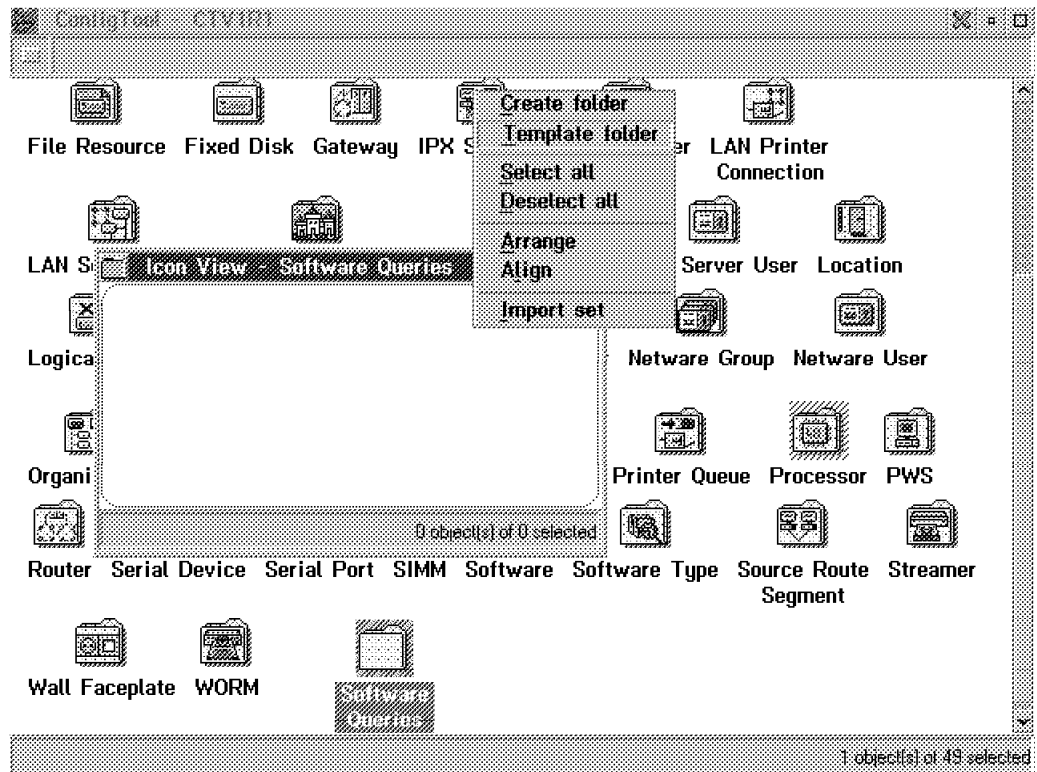 ConfigTool - CTV1R1
File Resource Fixed Disk Gateway IPX S er LAN Printer
Connection
Create folder
Template folder
Select all
Deselect all
Arrange
Align
Import set
LAN S Server User Location
Icon View - Software Queries
Logica Netware Group Netware User
Organi Printer Queue Processor PWS
0 object(s) of 0 selected
Router Serial Device Serial Port SIMM Software Software Type Source Route Streamer
Segment
Wall Faceplate WORM Software
Queries
1 object(s) of 49 selected